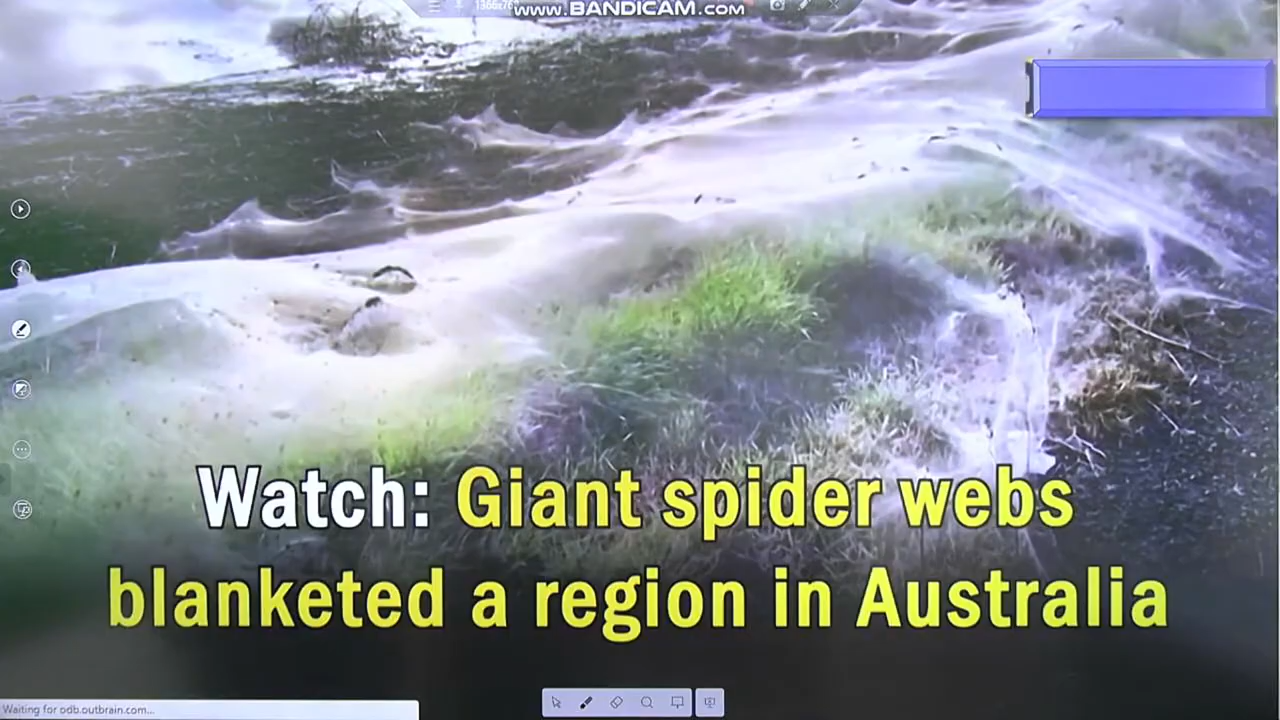 www.BANDICAM.com
Watch: Giant spider webs
blanketed a region in Australia
Waiting for odb.outbrain.com...